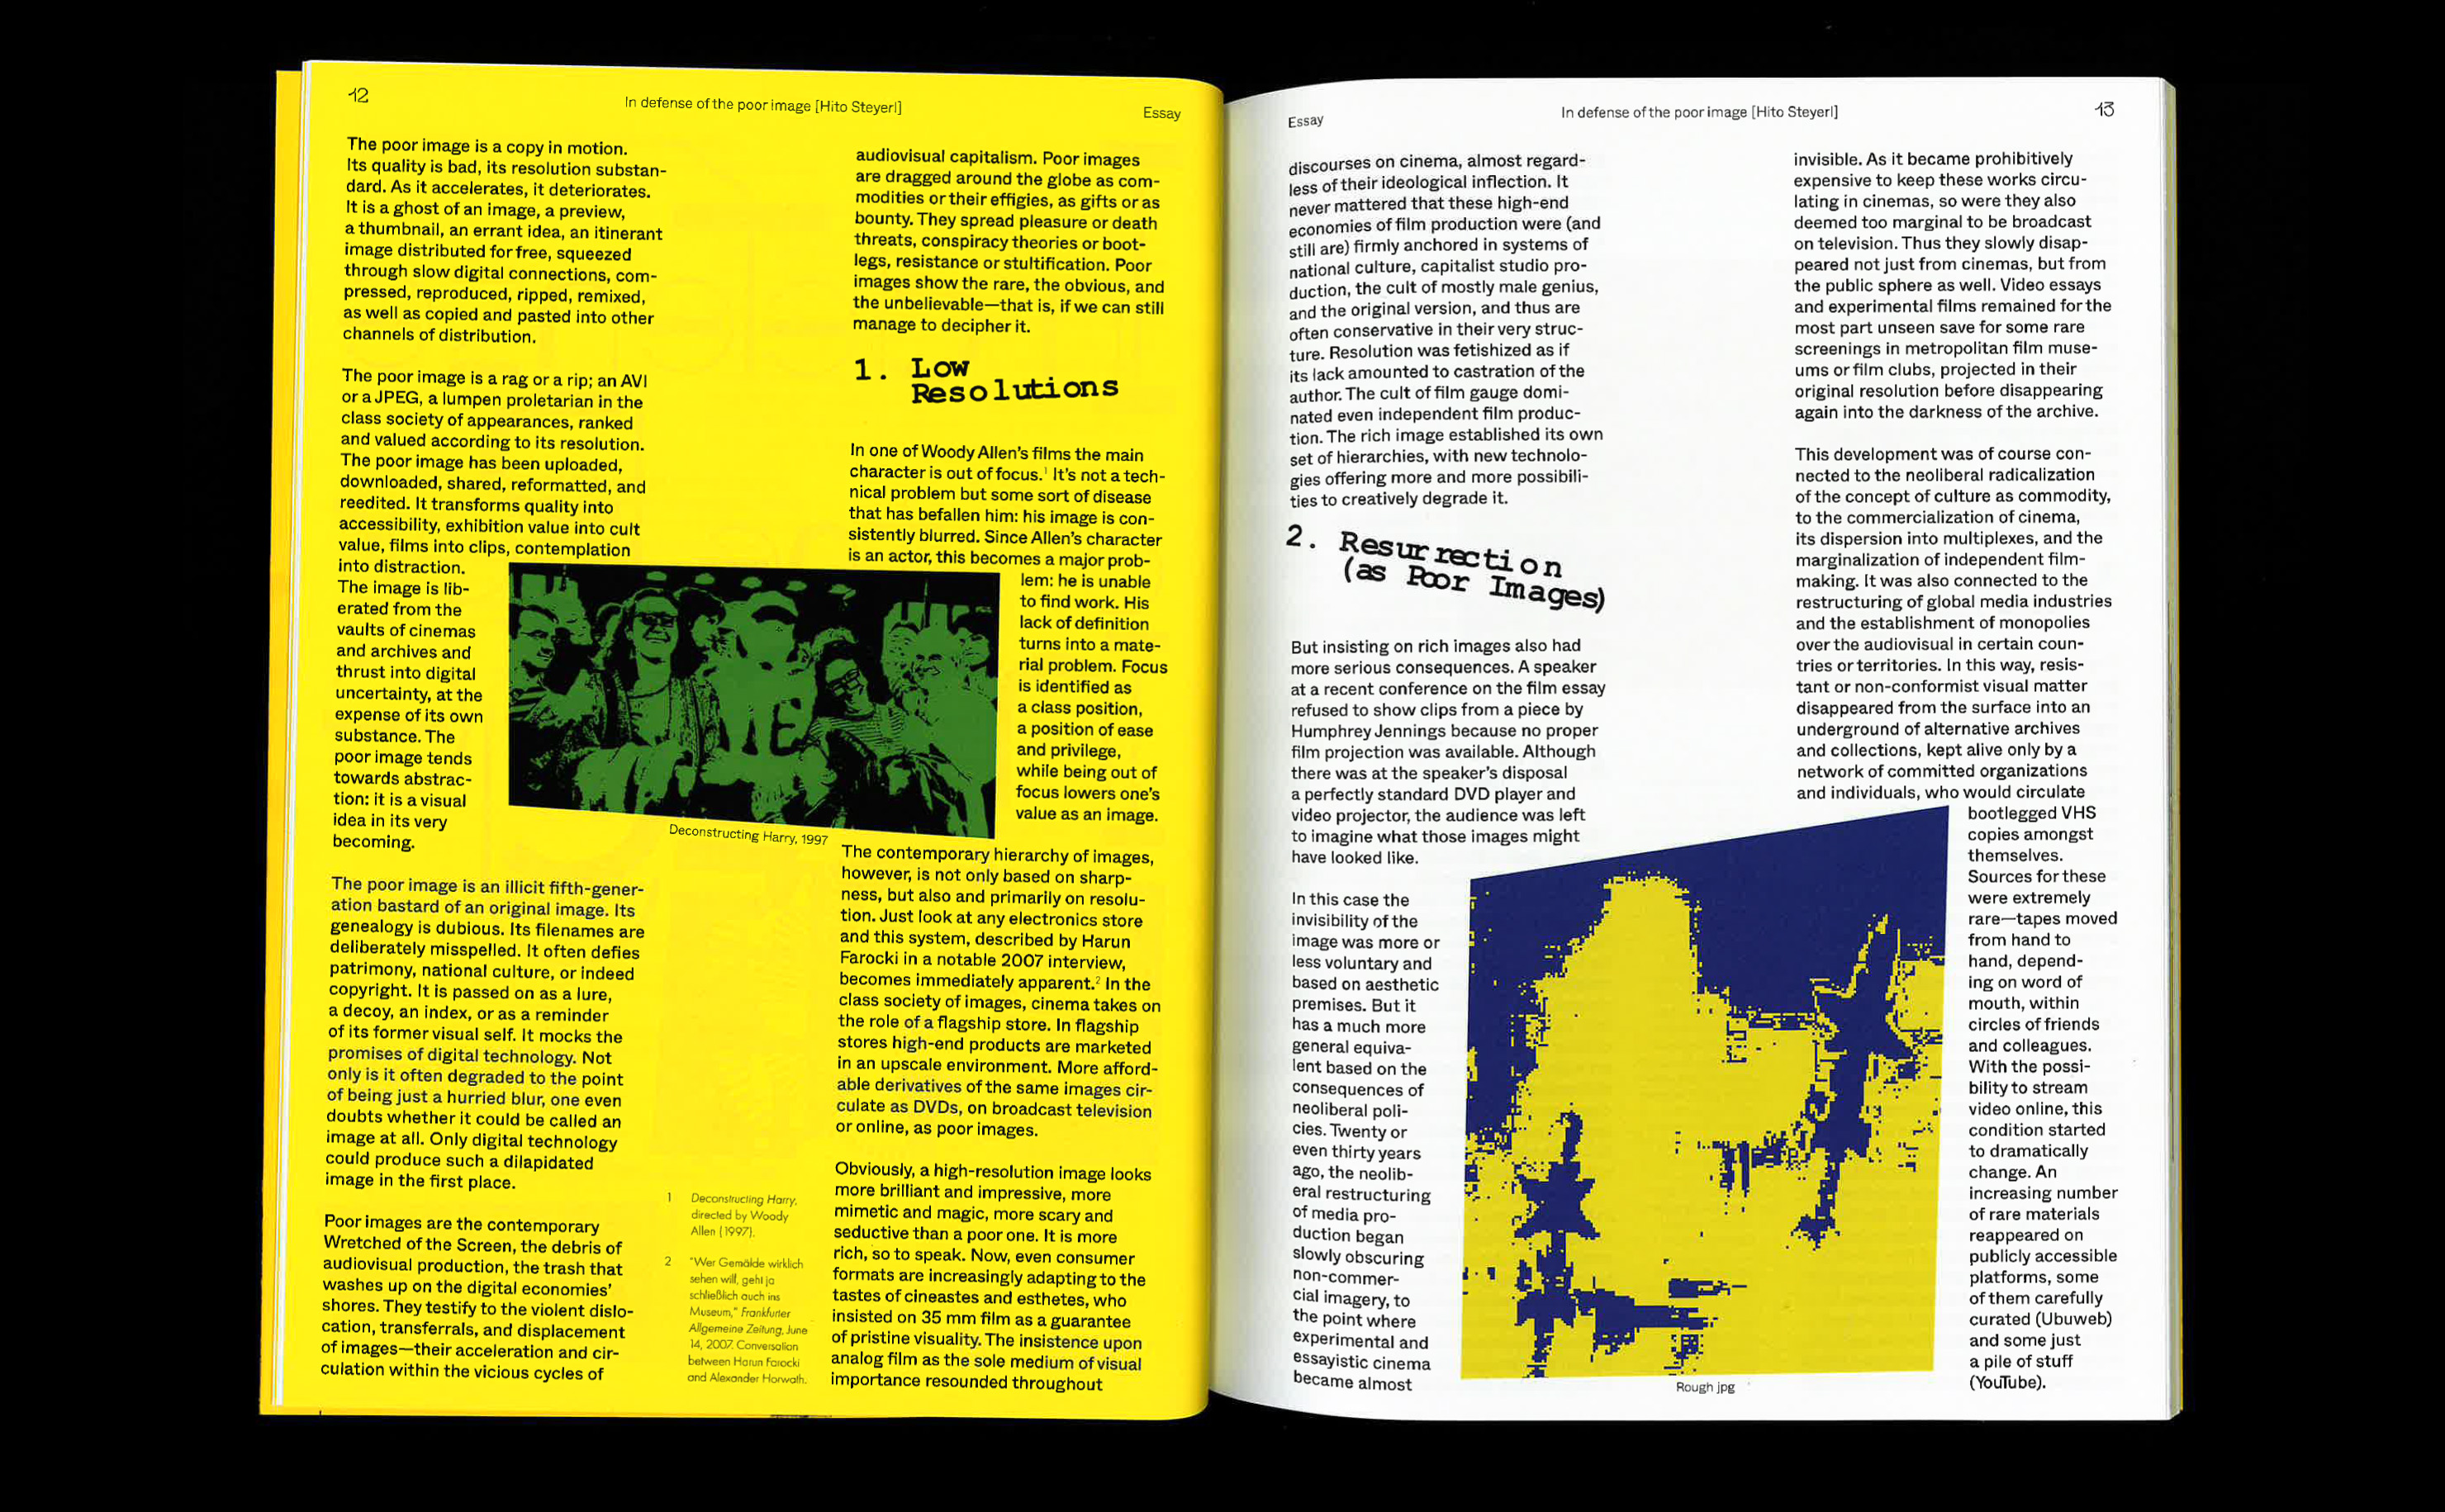 12
In defense of the poor image [Hito Steyerl]
Essay
The poor image is a copy in motion.
Its quality is bad, its resolution substan-
dard. As it accelerates, it deteriorates.
It is a ghost of an image, a preview,
a thumbnail, an errant idea, an itinerant
image distributed for free, squeezed
through slow digital connections, com-
pressed, reproduced, ripped, remixed,
as well as copied and pasted into other
channels of distribution.
The poor image is a rag or a rip; an AVI
or a JPEG, a lumpen proletarian in the
class society of appearances, ranked
and valued according to its resolution.
The poor image has been uploaded,
downloaded, shared, reformatted, and
reedited. It transforms quality into
accessibility, exhibition value into cult
value, films into clips, contemplation
into distraction.
The image is lib-
erated from the
vaults of cinemas
and archives and
thrust into digital
uncertainty, at the
expense of its own
substance. The
poor image tends
towards abstrac-
tion: it is a visual
idea in its very
becoming.
The poor image is an illicit fifth-gener-
ation bastard of an original image. Its
genealogy is dubious. Its filenames are
deliberately misspelled. It often defies
patrimony, national culture, or indeed
copyright. It is passed on as a lure,
a decoy, an index, or as a reminder
of its former visual self. It mocks the
promises of digital technology. Not
only is it often degraded to the point
of being just a hurried blur, one even
doubts whether it could be called an
image at all. Only digital technology
could produce such a dilapidated
image in the first place.
Poor images are the contemporary
Wretched of the Screen, the debris of
audiovisual production, the trash that
washes up on the digital economies'
shores. They testify to the violent dislo-
cation, transferrals, and displacement
of images—their acceleration and cir-
culation within the vicious cycles of
Deconstructing Harry, 1997
1 Deconstructing Harry,
directed by Woody
Allen (1997).
2 "Wer Gemälde wirklich
sehen will, geht ja
schließlich auch ins
Museum," Frankfurter
Allgemeine Zeitung, June
14, 2007. Conversation
between Harun Farocki
and Alexander Horwath.
audiovisual capitalism. Poor images
are dragged around the globe as com-
modities or their effigies, as gifts or as
bounty. They spread pleasure or death
threats, conspiracy theories or boot-
legs, resistance or stultification. Poor
images show the rare, the obvious, and
the unbelievable—that is, if we can still
manage to decipher it.
1. Low
Resolutions
In one of Woody Allen's films the main
character is out of focus.¹ It's not a tech-
nical problem but some sort of disease
that has befallen him: his image is con-
sistently blurred. Since Allen's character
is an actor, this becomes a major prob-
lem: he is unable
to find work. His
lack of definition
turns into a mate-
rial problem. Focus
is identified as
a class position,
a position of ease
and privilege,
while being out of
focus lowers one's
value as an image.
The contemporary hierarchy of images,
however, is not only based on sharp-
ness, but also and primarily on resolu-
tion. Just look at any electronics store
and this system, described by Harun
Farocki in a notable 2007 interview,
becomes immediately apparent.² In the
class society of images, cinema takes on
the role of a flagship store. In flagship
stores high-end products are marketed
in an upscale environment. More afford-
able derivatives of the same images cir-
culate as DVDs, on broadcast television
or online, as poor images.
Obviously, a high-resolution image looks
more brilliant and impressive, more
mimetic and magic, more scary and
seductive than a poor one. It is more
rich, so to speak. Now, even consumer
formats are increasingly adapting to the
tastes of cineastes and esthetes, who
insisted on 35 mm film as a guarantee
of pristine visuality. The insistence upon
analog film as the sole medium of visual
importance resounded throughout
Essay
In defense of the poor image [Hito Steyerl]
13
discourses on cinema, almost regard-
less of their ideological inflection. It
never mattered that these high-end
economies of film production were (and
still are) firmly anchored in systems of
national culture, capitalist studio pro-
duction, the cult of mostly male genius,
and the original version, and thus are
often conservative in their very struc-
ture. Resolution was fetishized as if
its lack amounted to castration of the
author. The cult of film gauge domi-
nated even independent film produc-
tion. The rich image established its own
set of hierarchies, with new technolo-
gies offering more and more possibili-
ties to creatively degrade it.
2. Resurrection
(as Poor Images)
But insisting on rich images also had
more serious consequences. A speaker
at a recent conference on the film essay
refused to show clips from a piece by
Humphrey Jennings because no proper
film projection was available. Although
there was at the speaker's disposal
a perfectly standard DVD player and
video projector, the audience was left
to imagine what those images might
have looked like.
In this case the
invisibility of the
image was more or
less voluntary and
based on aesthetic
premises. But it
has a much more
general equiva-
lent based on the
consequences of
neoliberal poli-
cies. Twenty or
even thirty years
ago, the neolib-
eral restructuring
of media pro-
duction began
slowly obscuring
non-commer-
cial imagery, to
the point where
experimental and
essayistic cinema
became almost
Rough jpg
invisible. As it became prohibitively
expensive to keep these works circu-
lating in cinemas, so were they also
deemed too marginal to be broadcast
on television. Thus they slowly disap-
peared not just from cinemas, but from
the public sphere as well. Video essays
and experimental films remained for the
most part unseen save for some rare
screenings in metropolitan film muse-
ums or film clubs, projected in their
original resolution before disappearing
again into the darkness of the archive.
This development was of course con-
nected to the neoliberal radicalization
of the concept of culture as commodity,
to the commercialization of cinema,
its dispersion into multiplexes, and the
marginalization of independent film-
making. It was also connected to the
restructuring of global media industries
and the establishment of monopolies
over the audiovisual in certain coun-
tries or territories. In this way, resis-
tant or non-conformist visual matter
disappeared from the surface into an
underground of alternative archives
and collections, kept alive only by a
network of committed organizations
and individuals, who would circulate
bootlegged VHS
copies amongst
themselves.
Sources for these
were extremely
rare—tapes moved
from hand to
hand, depend-
ing on word of
mouth, within
circles of friends
and colleagues.
With the possi-
bility to stream
video online, this
condition started
to dramatically
change. An
increasing number
of rare materials
reappeared on
publicly accessible
platforms, some
of them carefully
curated (Ubuweb)
and some just
a pile of stuff
(YouTube).